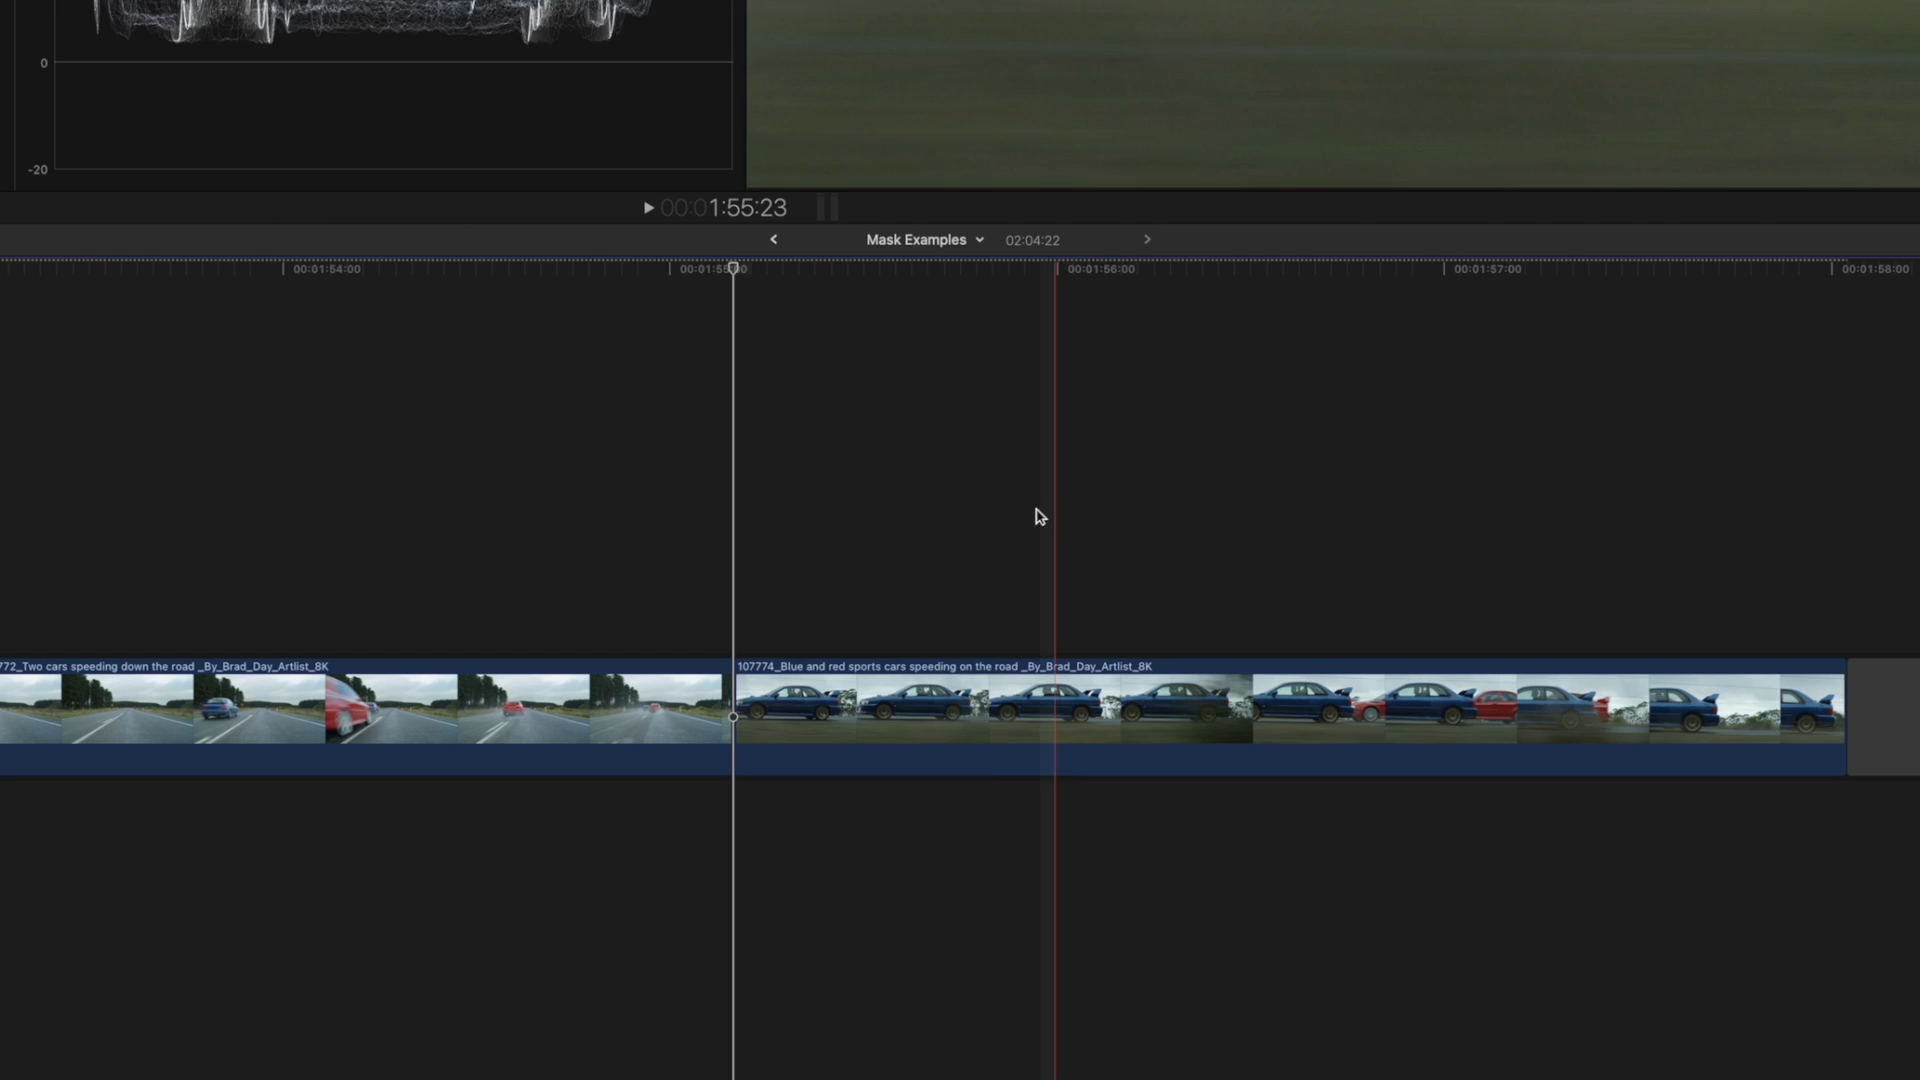 0
-20
00:01:55:23
Mask Examples 02:04:22
00:01:54:00 00:01:55:00 00:01:56:00 00:01:57:00 00:01:58:00
772_Two cars speeding down the road _By_Brad_Day_Artlist_8K
107774_Blue and red sports cars speeding on the road _By_Brad_Day_Artlist_8K